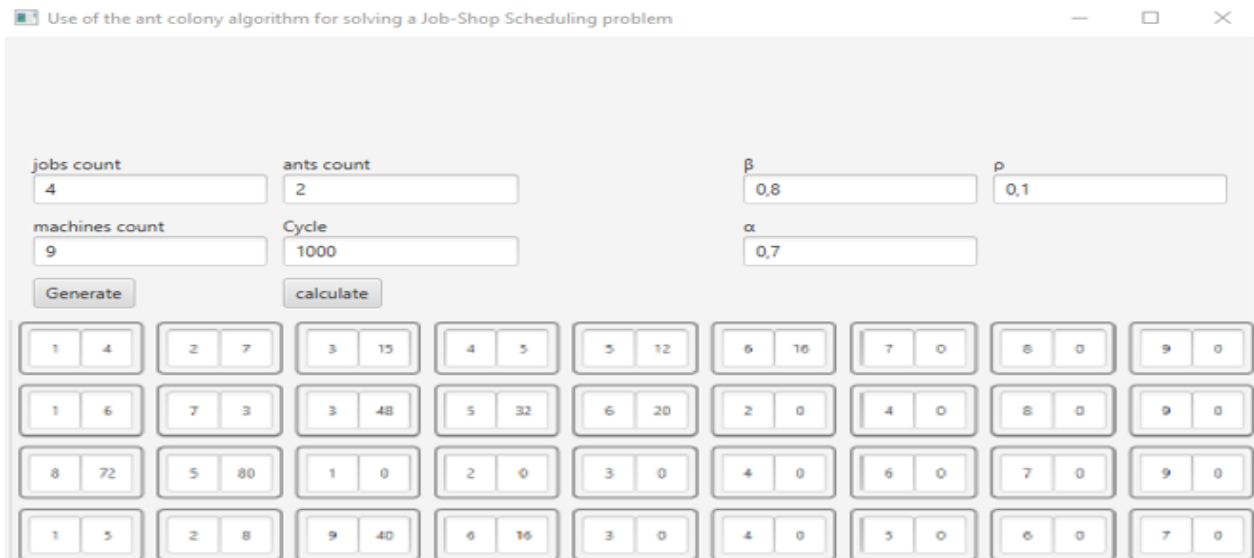 Use of the ant colony algorithm for solving a Job-Shop Scheduling problem
jobs count ants count β ρ
4 2 0,8 0,1
machines count Cycle α
9 1000 0,7
Generate calculate
1 4 2 7 3 15 4 5 5 12 6 16 7 0 8 0 9 0
1 6 7 3 3 48 5 32 6 20 2 0 4 0 8 0 9 0
8 72 5 80 1 0 2 0 3 0 4 0 6 0 7 0 9 0
1 5 2 8 9 40 6 16 3 0 4 0 5 0 6 0 7 0